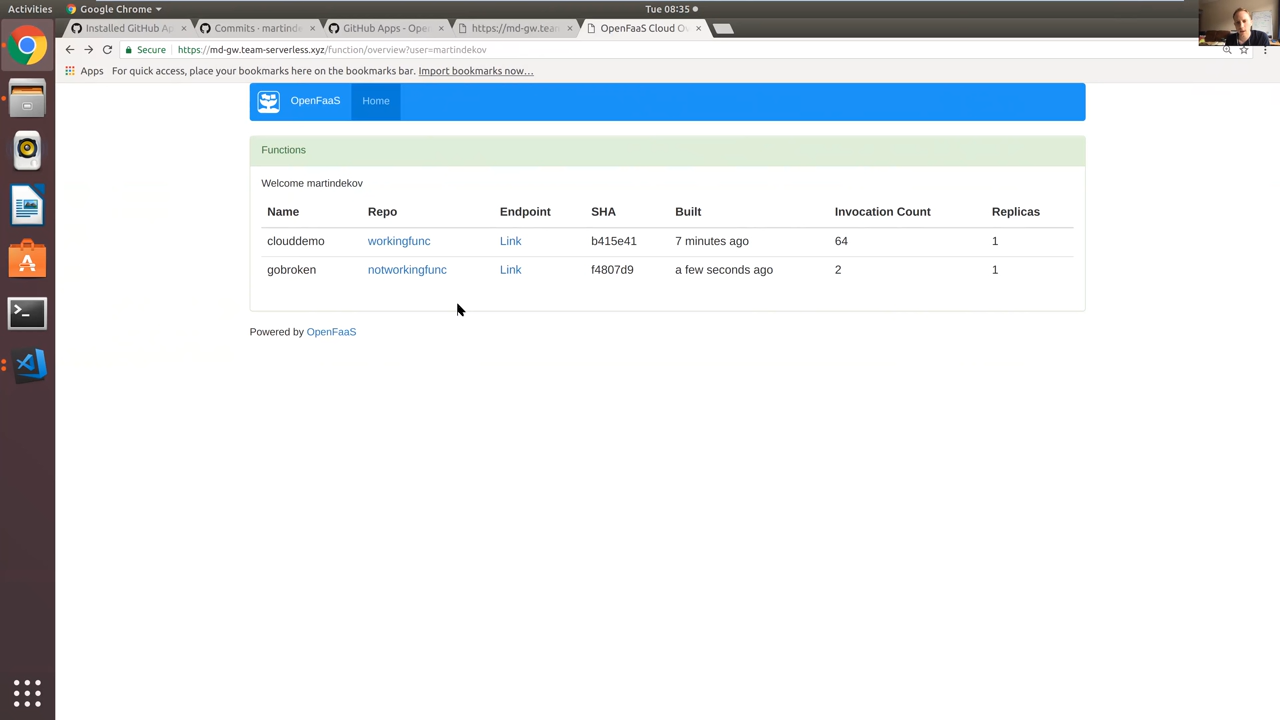 Activities
Google Chrome
Tue 08:35
Installed GitHub Ap
Commits - martinde
GitHub Apps - Open
https://md-gw.team
OpenFaaS Cloud Ov
Secure
https://md-gw.team-serverless.xyz/function/overview?user=martindekov
Apps
For quick access, place your bookmarks here on the bookmarks bar. Import bookmarks now…
OpenFaaS
Home
Functions
Welcome martindekov
Name Repo Endpoint SHA Built Invocation Count Replicas
clouddemo workingfunc Link b415e41 7 minutes ago 64 1
gobroken notworkingfunc Link f4807d9 a few seconds ago 2 1
Powered by OpenFaaS